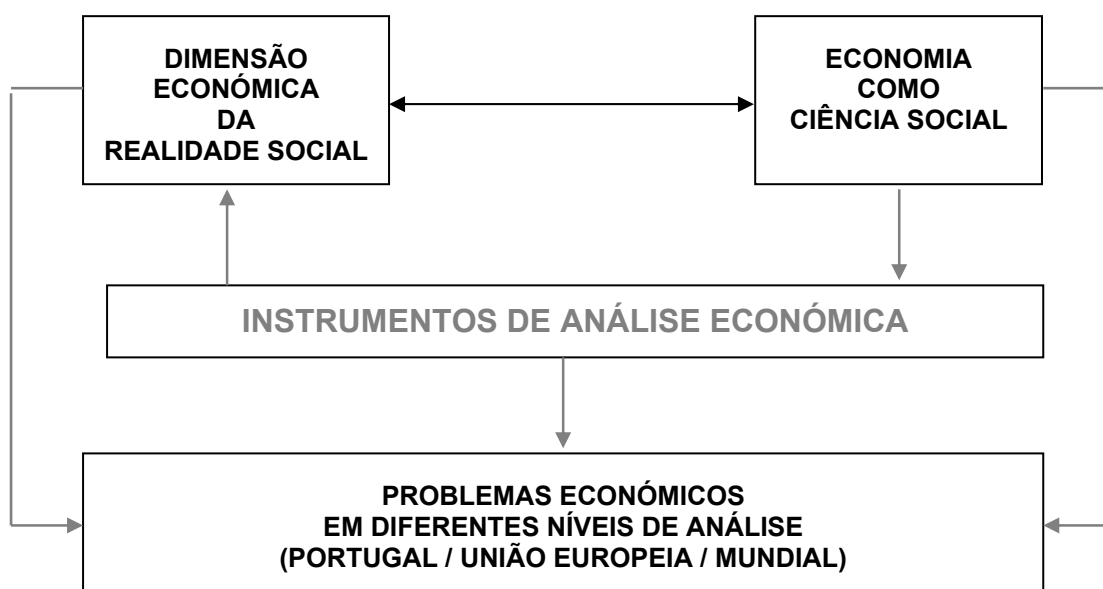 DIMENSÃO
ECONÓMICA
DA
REALIDADE SOCIAL
ECONOMIA
COMO
CIÊNCIA SOCIAL
INSTRUMENTOS DE ANÁLISE ECONÓMICA
PROBLEMAS ECONÓMICOS
EM DIFERENTES NÍVEIS DE ANÁLISE
(PORTUGAL / UNIÃO EUROPEIA / MUNDIAL)